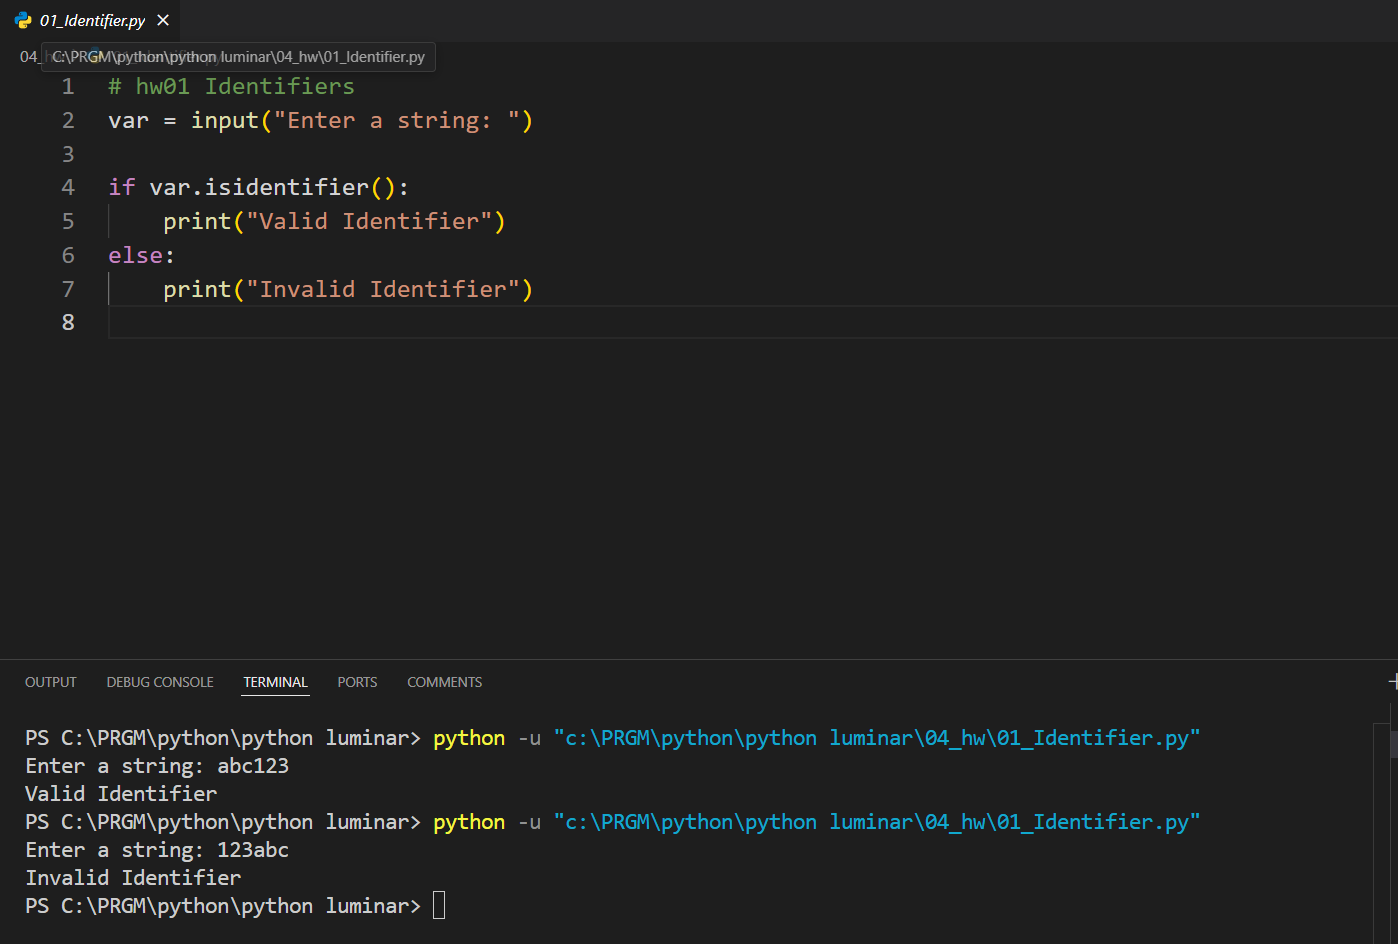 01_Identifier.py
04_
C:\PRGM\python\python luminar\04_hw\01_Identifier.py
1 # hw01 Identifiers
2 var = input("Enter a string: ")
3
4 if var.isidentifier():
5     print("Valid Identifier")
6 else:
7     print("Invalid Identifier")
8
OUTPUT DEBUG CONSOLE TERMINAL PORTS COMMENTS
PS C:\PRGM\python\python luminar> python -u "c:\PRGM\python\python luminar\04_hw\01_Identifier.py"
Enter a string: abc123
Valid Identifier
PS C:\PRGM\python\python luminar> python -u "c:\PRGM\python\python luminar\04_hw\01_Identifier.py"
Enter a string: 123abc
Invalid Identifier
PS C:\PRGM\python\python luminar>